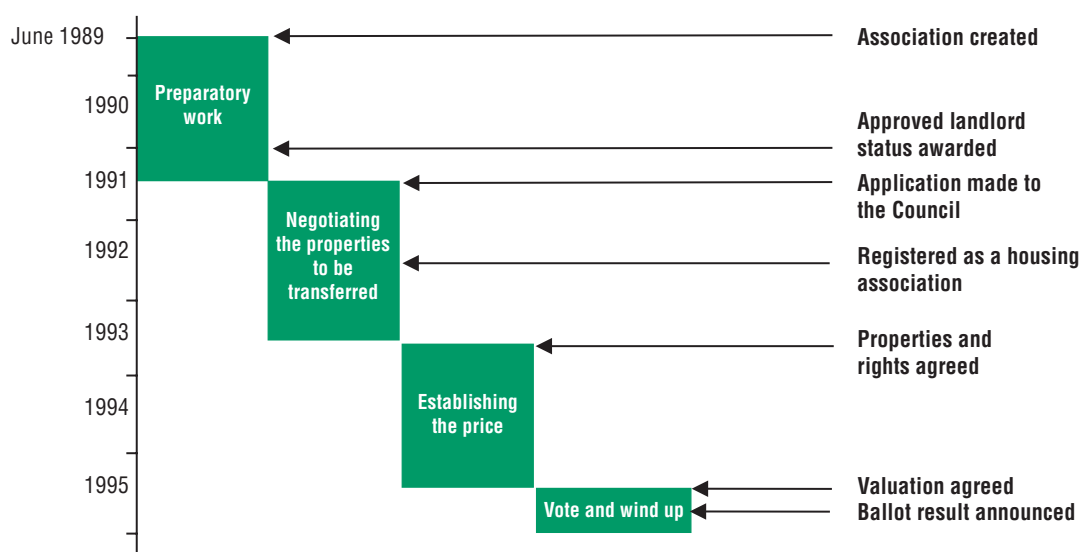 June 1989
Association created
Preparatory
work
1990
Approved landlord
status awarded
1991
Application made to
the Council
Negotiating
the properties
to be
transferred
1992
Registered as a housing
association
1993
Properties and
rights agreed
Establishing
the price
1994
1995
Valuation agreed
Vote and wind up
Ballot result announced